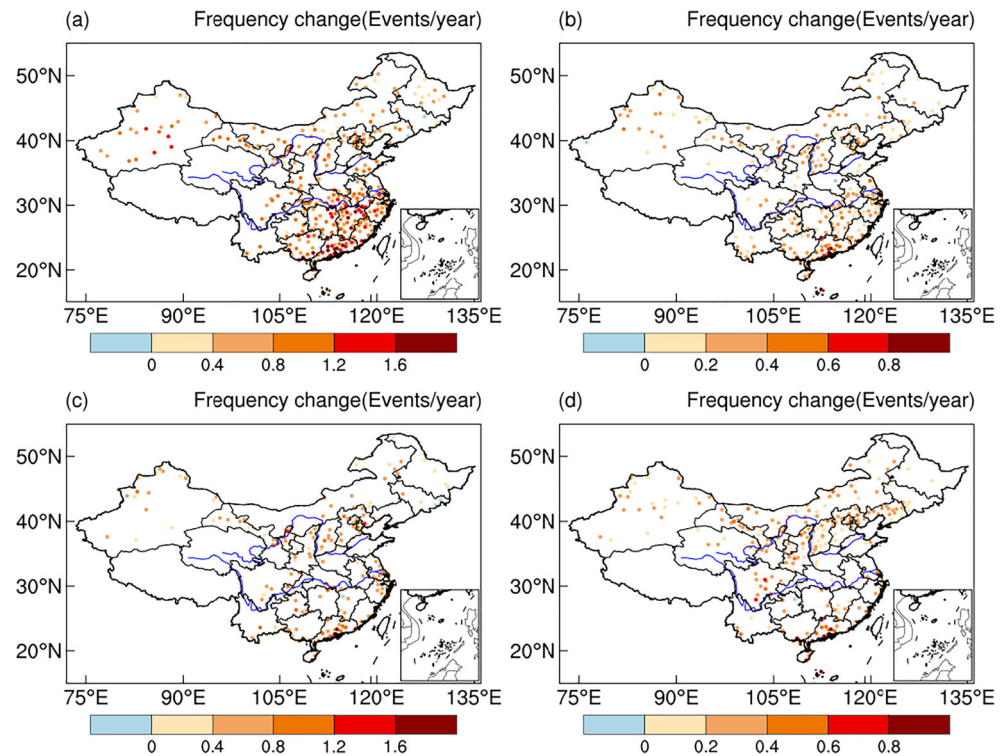 (a) Frequency change(Events/year)
(b) Frequency change(Events/year)
50°N
40°N
30°N
20°N
50°N
40°N
30°N
20°N
75°E 90°E 105°E 120°E 135°E
75°E 90°E 105°E 120°E 135°E
0 0.4 0.8 1.2 1.6
0 0.2 0.4 0.6 0.8
(c) Frequency change(Events/year)
(d) Frequency change(Events/year)
50°N
40°N
30°N
20°N
50°N
40°N
30°N
20°N
75°E 90°E 105°E 120°E 135°E
75°E 90°E 105°E 120°E 135°E
0 0.4 0.8 1.2 1.6
0 0.2 0.4 0.6 0.8